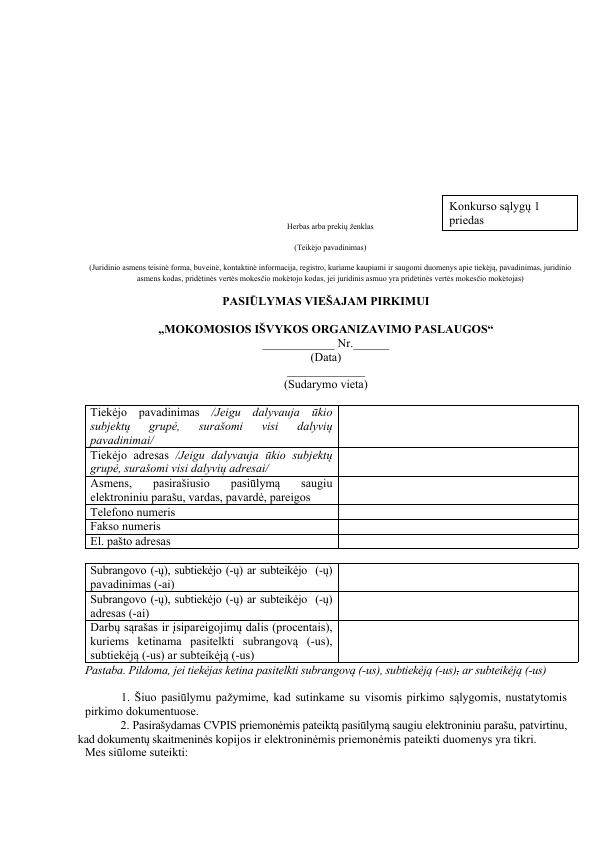 Konkurso sąlygų 1
priedas
Herbas arba prekių ženklas
(Teikėjo pavadinimas)
(Juridinio asmens teisinė forma, buveinė, kontaktinė informacija, registro, kuriame kaupiami ir saugomi duomenys apie tiekėją, pavadinimas, juridinio
asmens kodas, pridėtinės vertės mokesčio mokėtojo kodas, jei juridinis asmuo yra pridėtinės vertės mokesčio mokėtojas)
PASIŪLYMAS VIEŠAJAM PIRKIMUI
„MOKOMOSIOS IŠVYKOS ORGANIZAVIMO PASLAUGOS“
____________ Nr.______
(Data)
_____________
(Sudarymo vieta)
Tiekėjo pavadinimas /Jeigu dalyvauja ūkio
subjektų grupė, surašomi visi dalyvių
pavadinimai/
Tiekėjo adresas /Jeigu dalyvauja ūkio subjektų
grupė, surašomi visi dalyvių adresai/
Asmens, pasirašiusio pasiūlymą saugiu
elektroniniu parašu, vardas, pavardė, pareigos
Telefono numeris
Fakso numeris
El. pašto adresas
Subrangovo (-ų), subtiekėjo (-ų) ar subteikėjo (-ų)
pavadinimas (-ai)
Subrangovo (-ų), subtiekėjo (-ų) ar subteikėjo (-ų)
adresas (-ai)
Darbų sąrašas ir įsipareigojimų dalis (procentais),
kuriems ketinama pasitelkti subrangovą (-us),
subtiekėją (-us) ar subteikėją (-us)
Pastaba. Pildoma, jei tiekėjas ketina pasitelkti subrangovą (-us), subtiekėją (-us), ar subteikėją (-us)
1. Šiuo pasiūlymu pažymime, kad sutinkame su visomis pirkimo sąlygomis, nustatytomis
pirkimo dokumentuose.
2. Pasirašydamas CVPIS priemonėmis pateiktą pasiūlymą saugiu elektroniniu parašu, patvirtinu,
kad dokumentų skaitmeninės kopijos ir elektroninėmis priemonėmis pateikti duomenys yra tikri.
Mes siūlome suteikti: